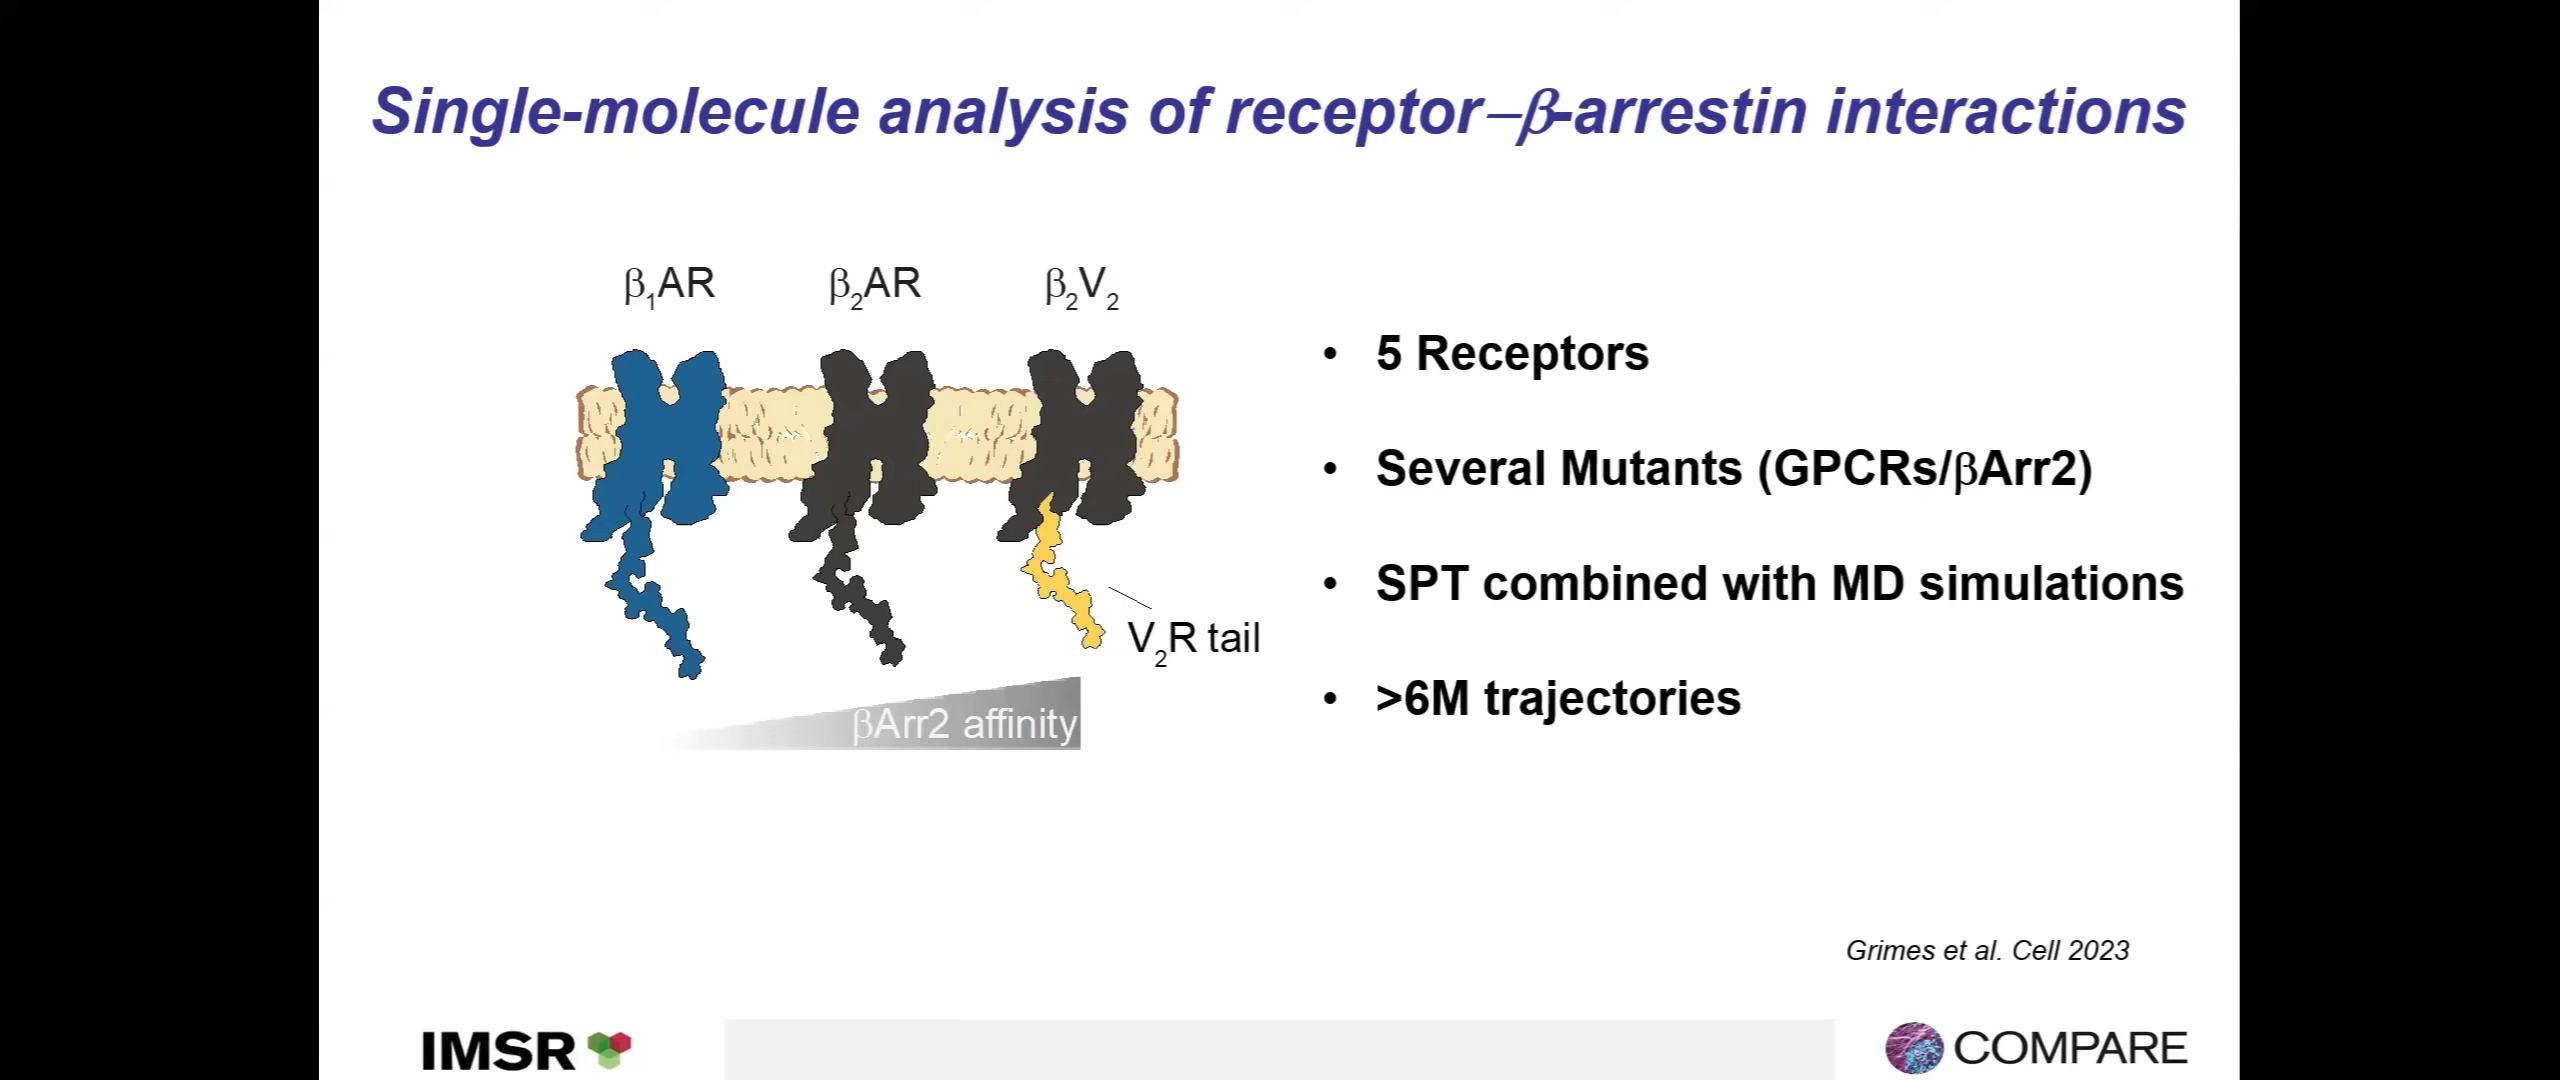 Single-molecule analysis of receptor–β-arrestin interactions
β₁AR β₂AR β₂V₂
• 5 Receptors
• Several Mutants (GPCRs/βArr2)
• SPT combined with MD simulations
V₂R tail
• >6M trajectories
βArr2 affinity
Grimes et al. Cell 2023
IMSR
COMPARE